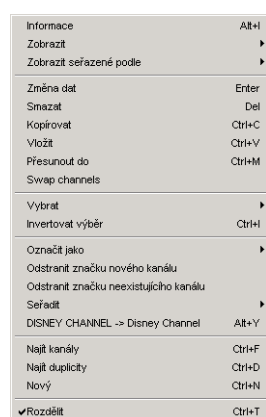 Informace Alt+I
Zobrazit
Zobrazit seřazené podle
Změna dat Enter
Smazat Del
Kopírovat Ctrl+C
Vložit Ctrl+V
Přesunout do Ctrl+M
Swap channels
Vybrat
Invertovat výběr Ctrl+I
Označit jako
Odstranit značku nového kanálu
Odstranit značku neexistujícího kanálu
Seřadit
DISNEY CHANNEL -> Disney Channel Alt+Y
Najít kanály Ctrl+F
Najít duplicity Ctrl+D
Nový Ctrl+N
Rozdělit Ctrl+T